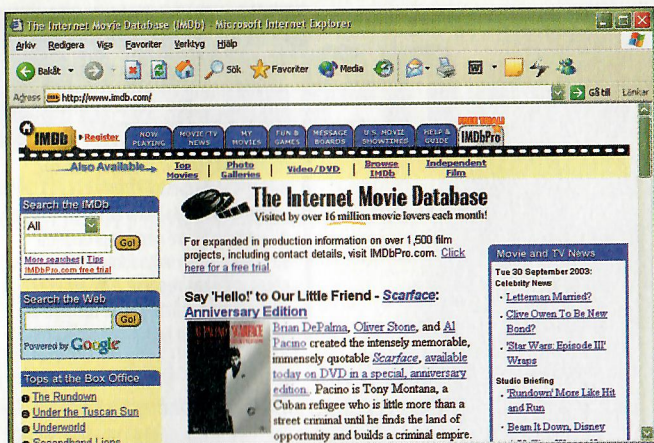 The Internet Movie Database (IMDb) - Microsoft Internet Explorer
Arkiv Redigera Visa Favoriter Verktyg Hjälp
Bakåt Sök Favoriter Media
Adress http://www.imdb.com/ Gå till Länkar
IMDb Register NOW PLAYING MOVIE/TV NEWS MY MOVIES FUN & GAMES MESSAGE BOARDS U.S. MOVIE SHOWTIMES HELP & GUIDE FREE TRIAL! IMDbPro
Also Available... Top Movies | Photo Galleries | Video/DVD | Browse IMDb | Independent Film
Search the IMDb
All
Go!
More searches | Tips
IMDbPro.com free trial
Search the Web
Go!
Powered by Google
Tops at the Box Office
The Rundown
Under the Tuscan Sun
Underworld
Secondhand Lions
The Internet Movie Database
Visited by over 16 million movie lovers each month!
For expanded in production information on over 1,500 film
projects, including contact details, visit IMDbPro.com. Click
here for a free trial.
Say 'Hello!' to Our Little Friend - Scarface:
Anniversary Edition
AL PACINO SCARFACE
Brian DePalma, Oliver Stone, and Al
Pacino created the intensely memorable,
immensely quotable Scarface, available
today on DVD in a special, anniversary
edition. Pacino is Tony Montana, a
Cuban refugee who is little more than a
street criminal until he finds the land of
opportunity and builds a criminal empire.
Movie and TV News
Tue 30 September 2003:
Celebrity News
Letterman Married?
Clive Owen To Be New
Bond?
'Star Wars: Episode III'
Wraps
Studio Briefing
'Rundown' More Like Hit
and Run
Beam It Down, Disney